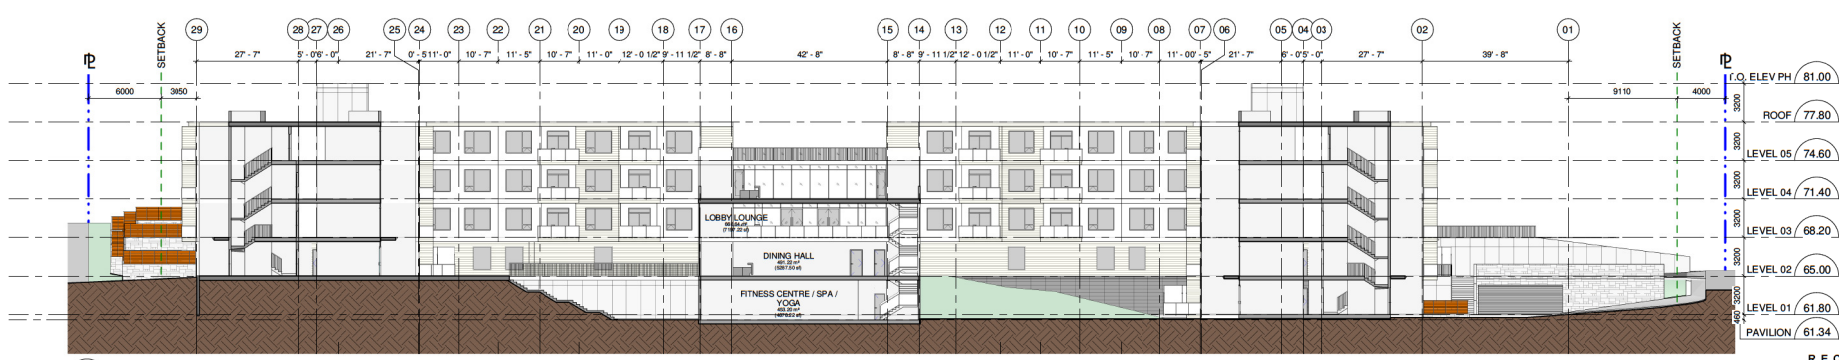 29 28 27 26 25 24 23 22 21 20 19 18 17 16 15 14 13 12 11 10 09 08 07 06 05 04 03 02 01
SETBACK
SETBACK
27' - 7" 5' - 0" 6' - 0" 21' - 7" 0' - 5" 11' - 0" 10' - 7" 11' - 5" 10' - 7" 11' - 0" 12' - 0 1/2" 9' - 11 1/2" 8' - 8" 42' - 8" 8' - 8" 9' - 11 1/2" 12' - 0 1/2" 11' - 0" 10' - 7" 11' - 5" 10' - 7" 11' - 0" 0' - 5" 21' - 7" 6' - 0" 5' - 0" 27' - 7" 39' - 8"
PL
PL
6000 3950
9110 4000
T.O. ELEV PH 81.00
3200
ROOF 77.80
3200
LEVEL 05 74.60
3200
LEVEL 04 71.40
3200
LEVEL 03 68.20
3200
LEVEL 02 65.00
3200
LEVEL 01 61.80
460
PAVILION 61.34
LOBBY LOUNGE
DINING HALL
491.22 m²
(5287.50 sf)
FITNESS CENTRE / SPA /
YOGA
453.20 m²